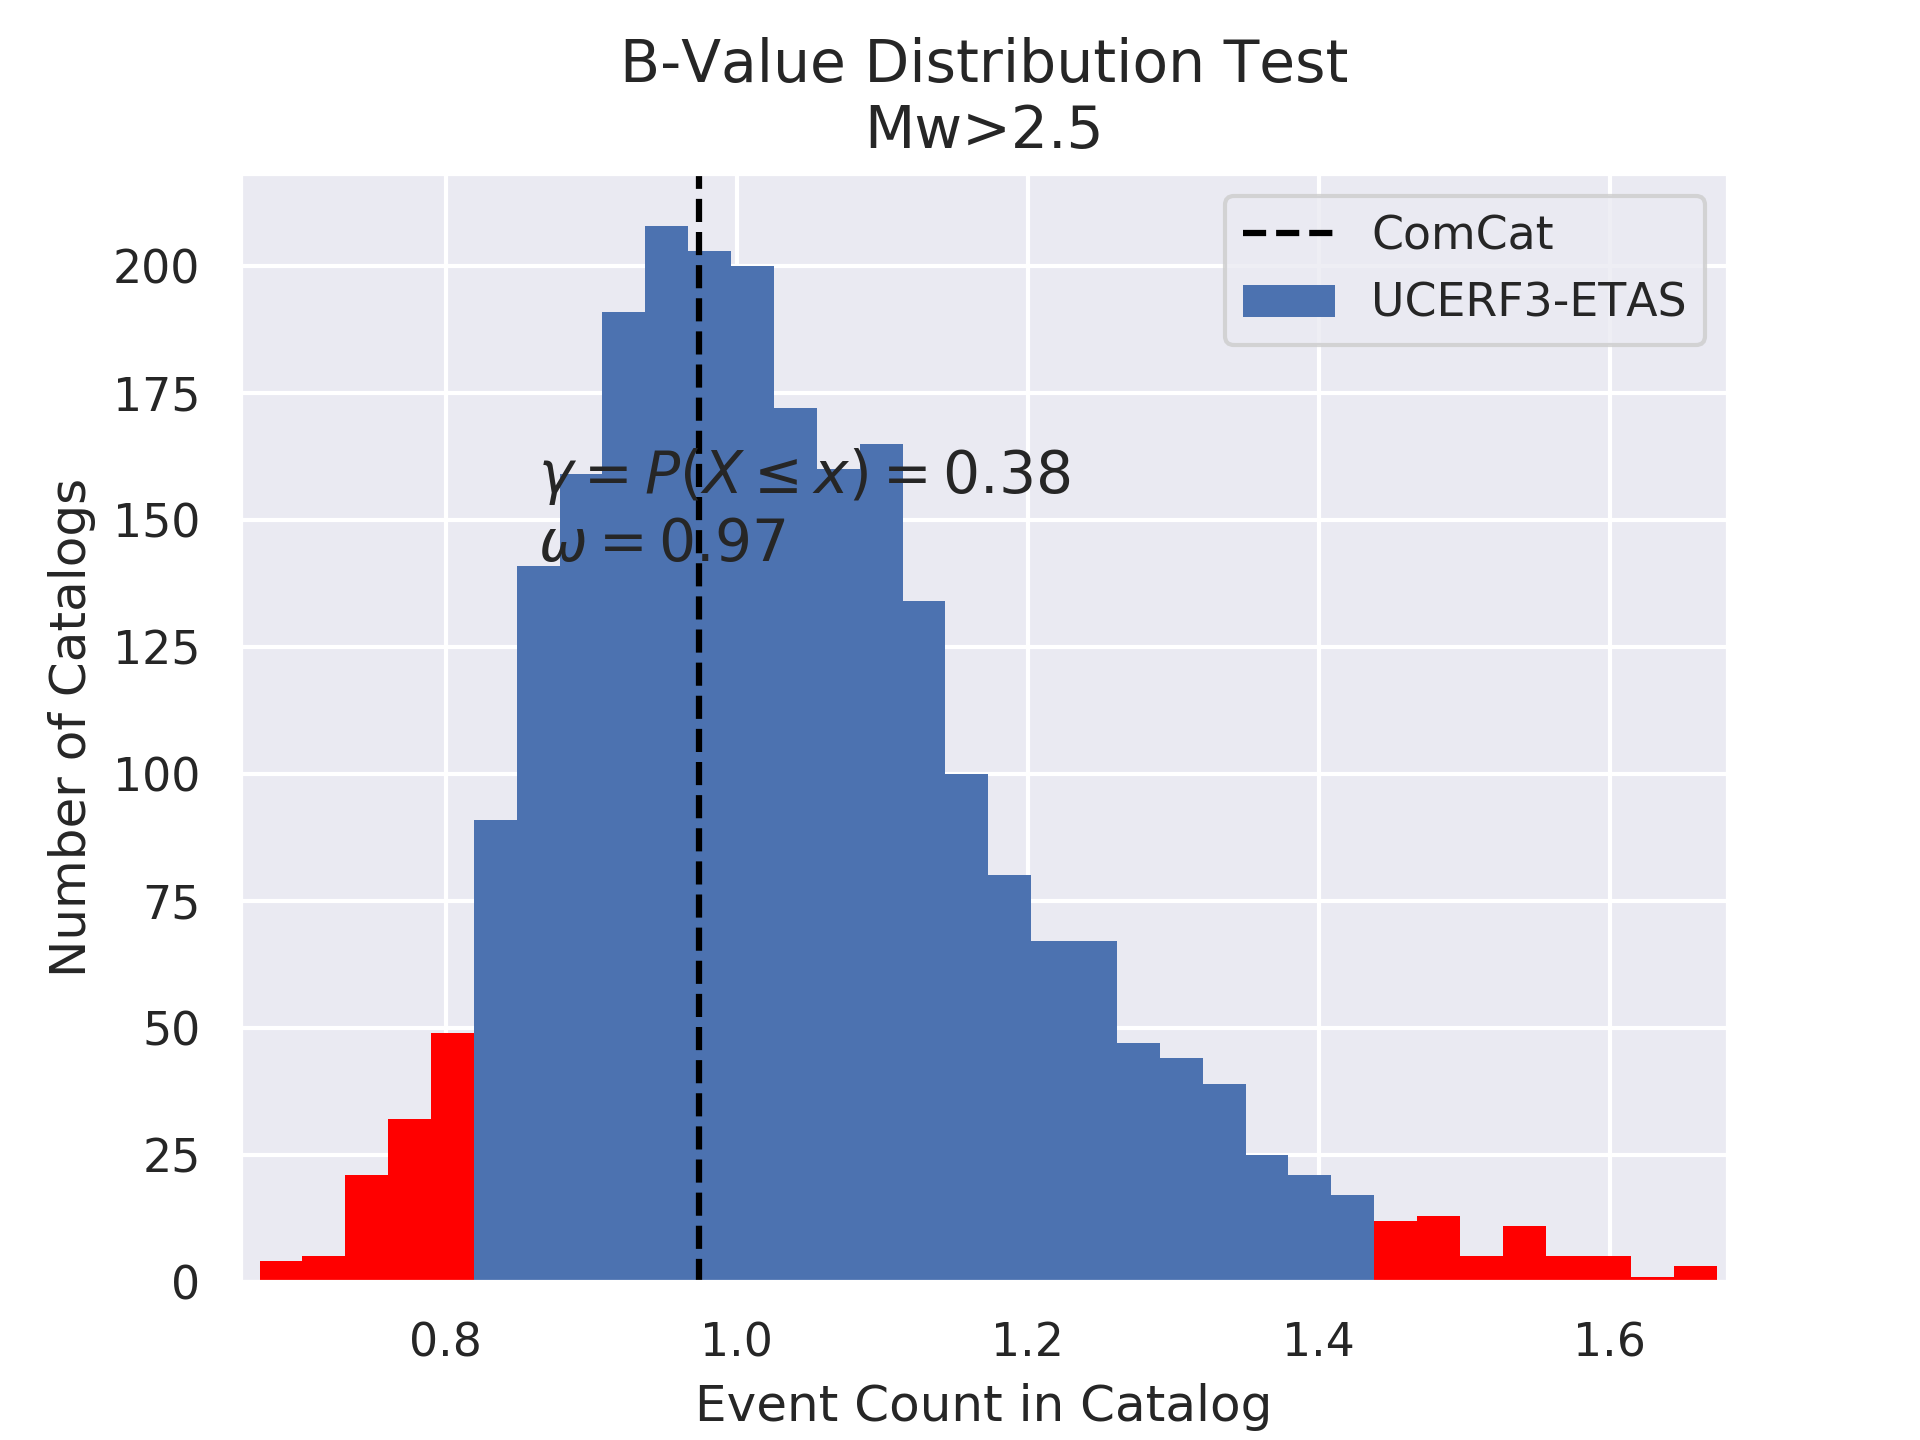 B-Value Distribution Test
Mw>2.5
ComCat
UCERF3-ETAS
γ = P(X ≤ x) = 0.38
ω = 0.97
Number of Catalogs
200
175
150
125
100
75
50
25
0
0.8 1.0 1.2 1.4 1.6
Event Count in Catalog